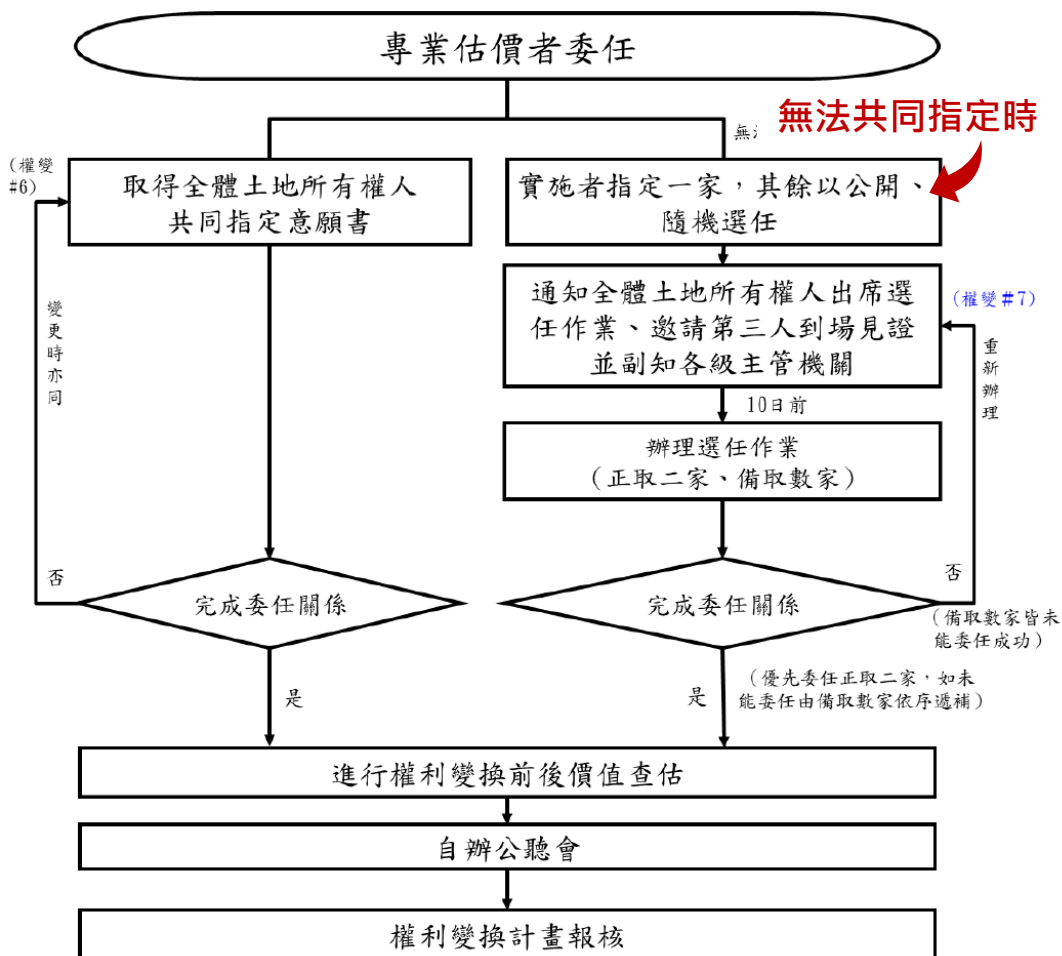 專業估價者委任
無法共同指定時
(權變
#6)
取得全體土地所有權人
共同指定意願書
實施者指定一家，其餘以公開、
隨機選任
通知全體土地所有權人出席選
任作業、邀請第三人到場見證
並副知各級主管機關
(權變#7)
變更時亦同
重新辦理
10日前
辦理選任作業
（正取二家、備取數家）
否
完成委任關係
完成委任關係
否
（備取數家皆未
能委任成功）
是
是
（優先委任正取二家，如未
能委任由備取數家依序遞補）
進行權利變換前後價值查估
自辦公聽會
權利變換計畫報核